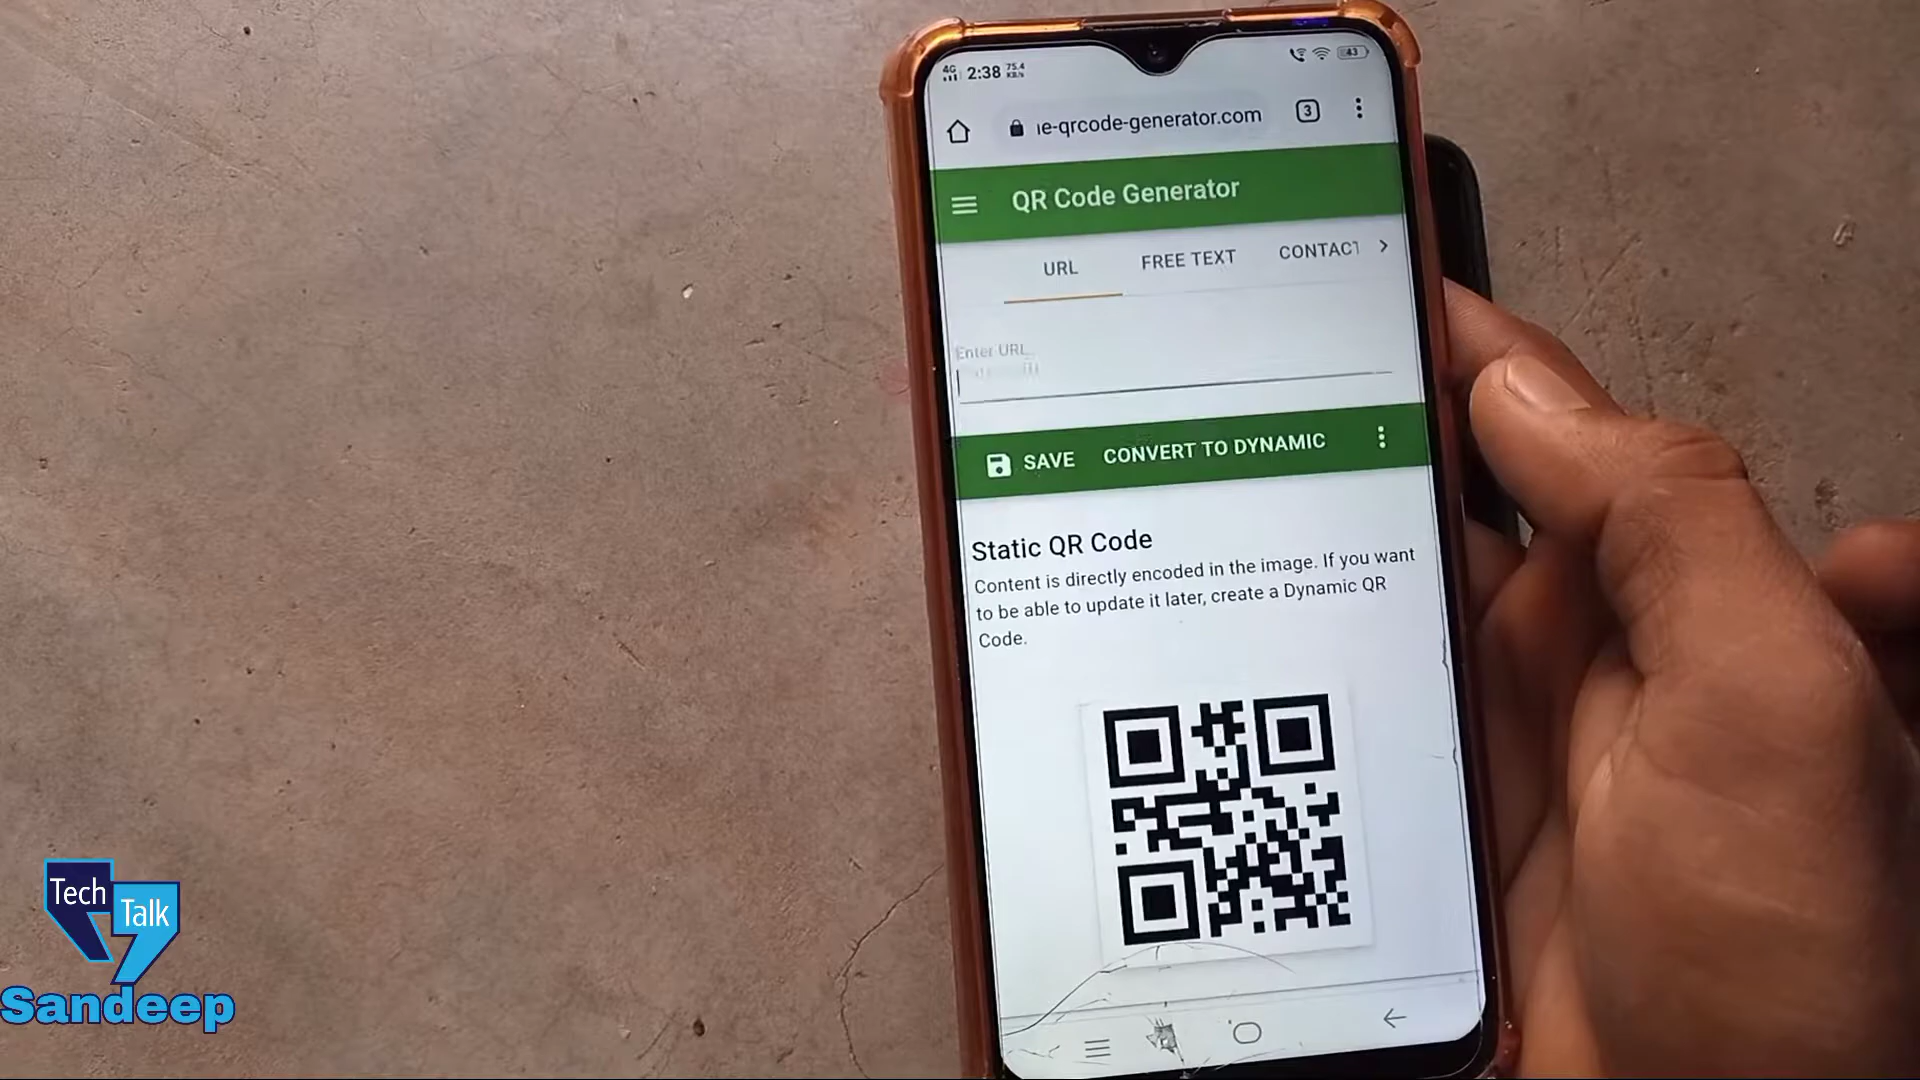 4G 2:38 75.4 KB/s 43
ıe-qrcode-generator.com 3
QR Code Generator
URL FREE TEXT CONTACT
Enter URL
SAVE CONVERT TO DYNAMIC
Static QR Code
Content is directly encoded in the image. If you want
to be able to update it later, create a Dynamic QR
Code.
Tech
Talk
Sandeep